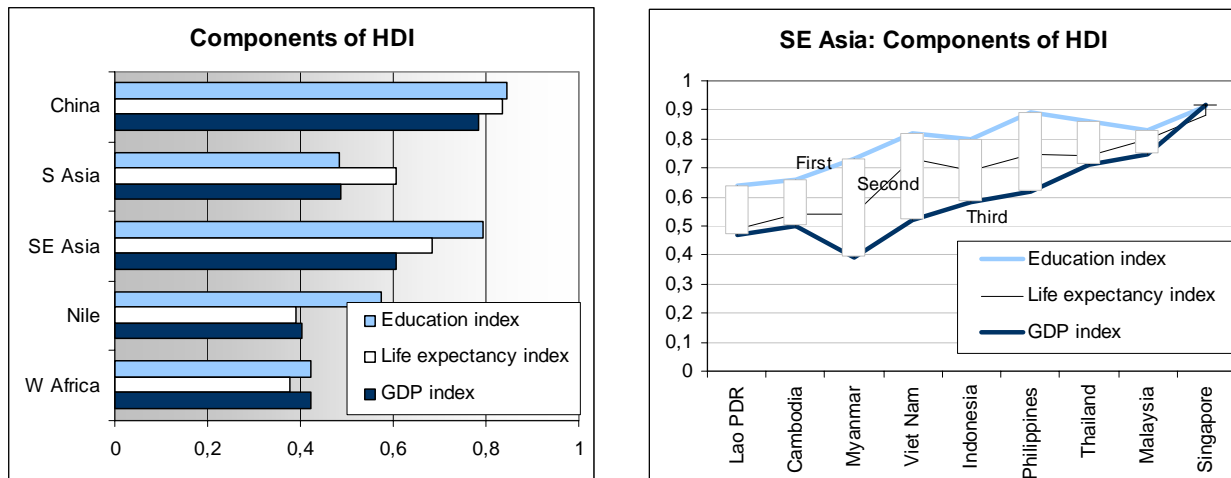 Components of HDI
China
S Asia
SE Asia
Nile
W Africa
Education index
Life expectancy index
GDP index
0
0,2
0,4
0,6
0,8
1
SE Asia: Components of HDI
1
0,9
0,8
0,7
0,6
0,5
0,4
0,3
0,2
0,1
0
First
Second
Third
Education index
Life expectancy index
GDP index
Lao PDR
Cambodia
Myanmar
Viet Nam
Indonesia
Philippines
Thailand
Malaysia
Singapore